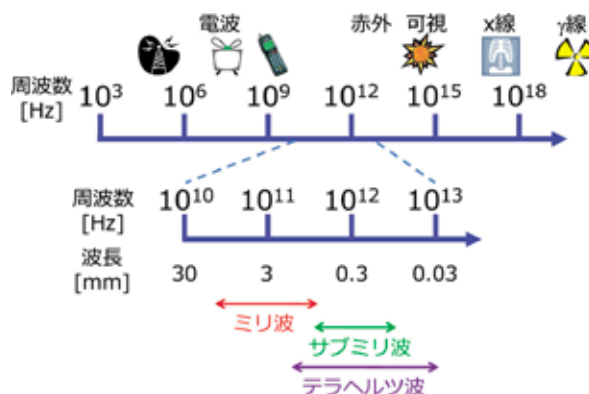 電波 赤外 可視 x線 γ線
周波数 10³ 10⁶ 10⁹ 10¹² 10¹⁵ 10¹⁸
[Hz]
周波数 10¹⁰ 10¹¹ 10¹² 10¹³
[Hz]
波長
[mm] 30 3 0.3 0.03
ミリ波
サブミリ波
テラヘルツ波